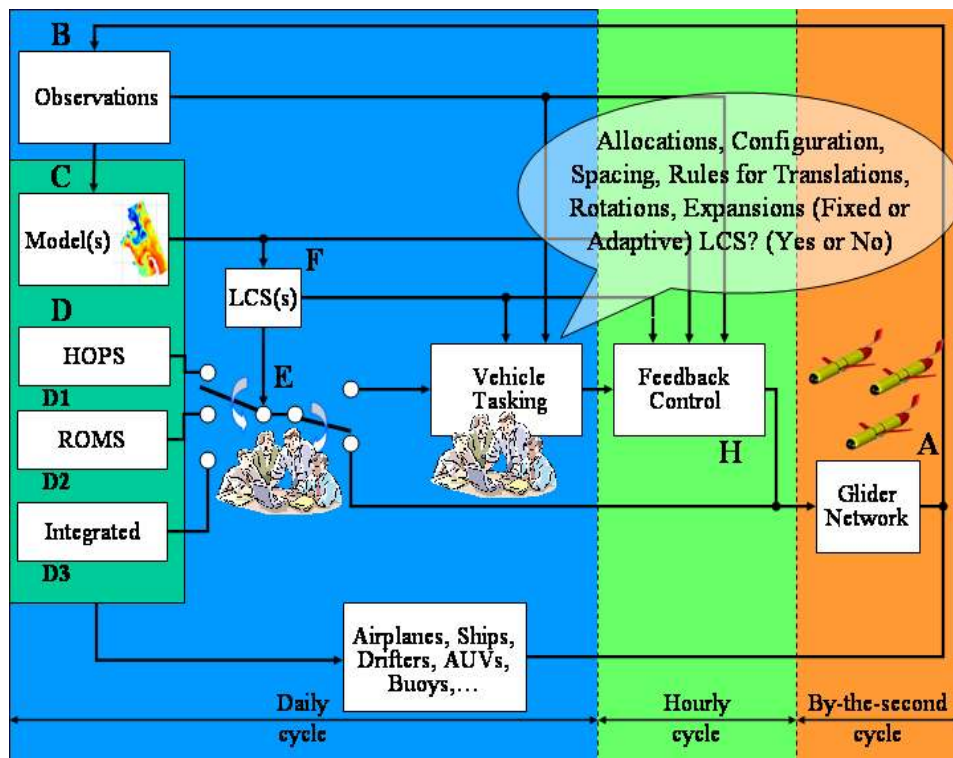 B
Observations
Allocations, Configuration,
Spacing, Rules for Translations,
Rotations, Expansions (Fixed or
Adaptive) LCS? (Yes or No)
C
Model(s)
F
LCS(s)
D
HOPS
D1
E
ROMS
D2
Integrated
D3
Vehicle
Tasking
Feedback
Control
H
A
Glider
Network
Airplanes, Ships,
Drifters, AUVs,
Buoys,...
Daily
cycle
Hourly
cycle
By-the-second
cycle